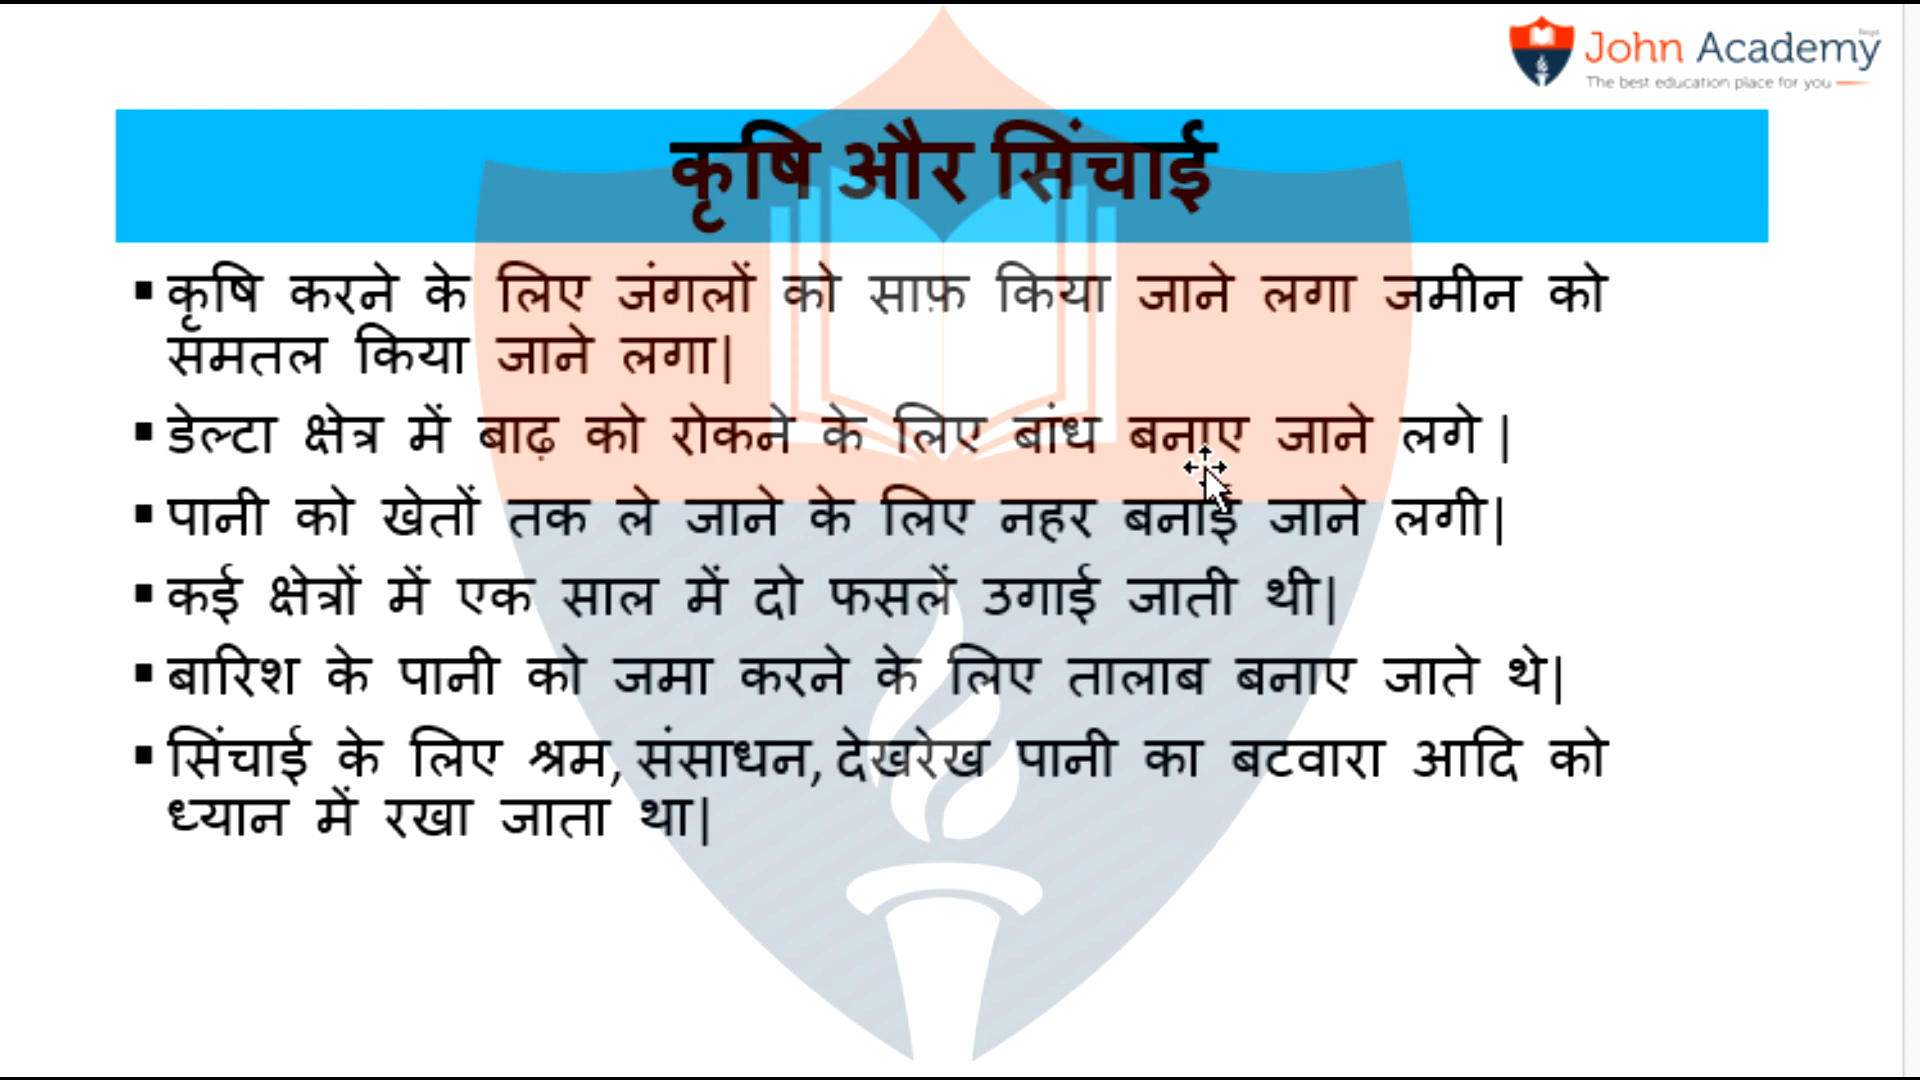 John Academy
The best education place for you
कृषि और सिंचाई
▪ कृषि करने के लिए जंगलों को साफ़ किया जाने लगा जमीन को
समतल किया जाने लगा|
▪ डेल्टा क्षेत्र में बाढ़ को रोकने के लिए बांध बनाए जाने लगे |
▪ पानी को खेतों तक ले जाने के लिए नहर बनाई जाने लगी|
▪ कई क्षेत्रों में एक साल में दो फसलें उगाई जाती थी|
▪ बारिश के पानी को जमा करने के लिए तालाब बनाए जाते थे|
▪ सिंचाई के लिए श्रम, संसाधन, देखरेख पानी का बटवारा आदि को
ध्यान में रखा जाता था|